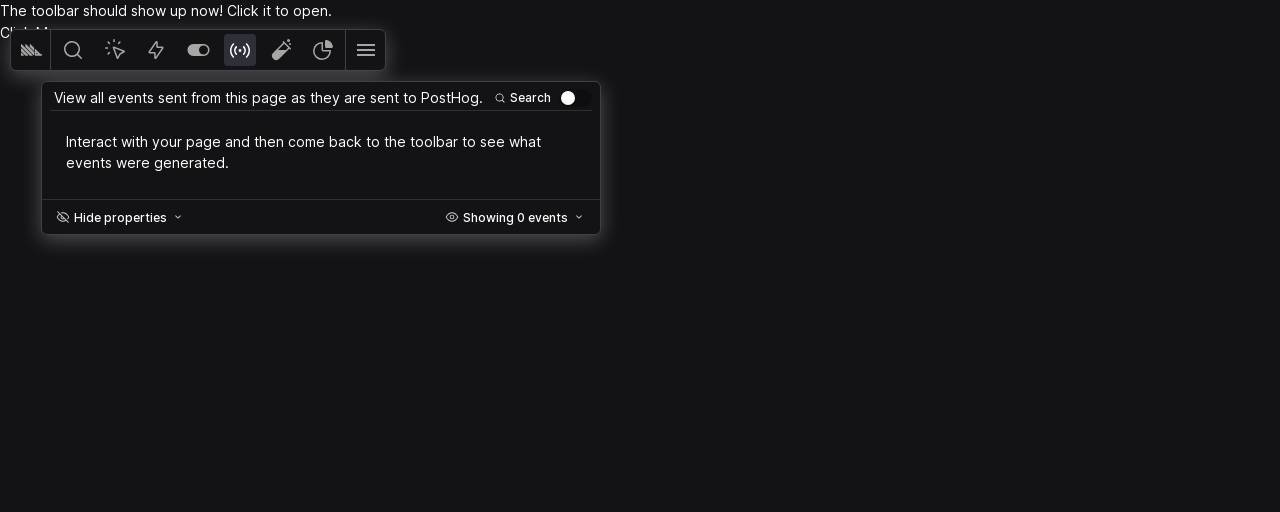 The toolbar should show up now! Click it to open.
View all events sent from this page as they are sent to PostHog.
Search
Interact with your page and then come back to the toolbar to see what
events were generated.
Hide properties
Showing 0 events